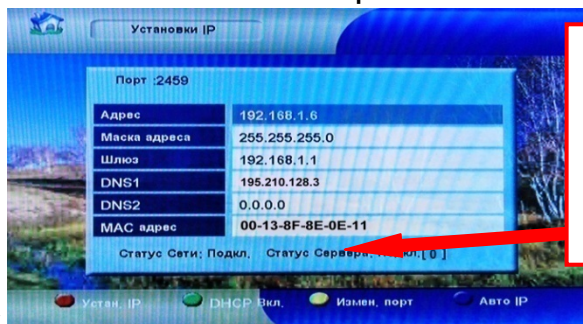 Установки IP
Порт :2459
Адрес 192.168.1.6
Маска адреса 255.255.255.0
Шлюз 192.168.1.1
DNS1 195.210.128.3
DNS2 0.0.0.0
MAC адрес 00-13-8F-8E-0E-11
Статус Сети: Подкл, Статус Сервера: [ 0 ]
Устан, IP DHCP Вкл, Измен, порт Авто IP